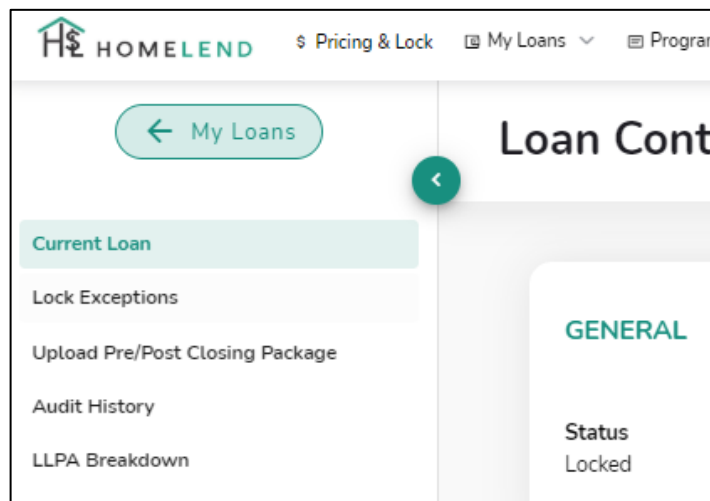 HOMELEND
$ Pricing & Lock
My Loans
Program
← My Loans
Loan Cont
Current Loan
Lock Exceptions
Upload Pre/Post Closing Package
Audit History
LLPA Breakdown
GENERAL
Status
Locked